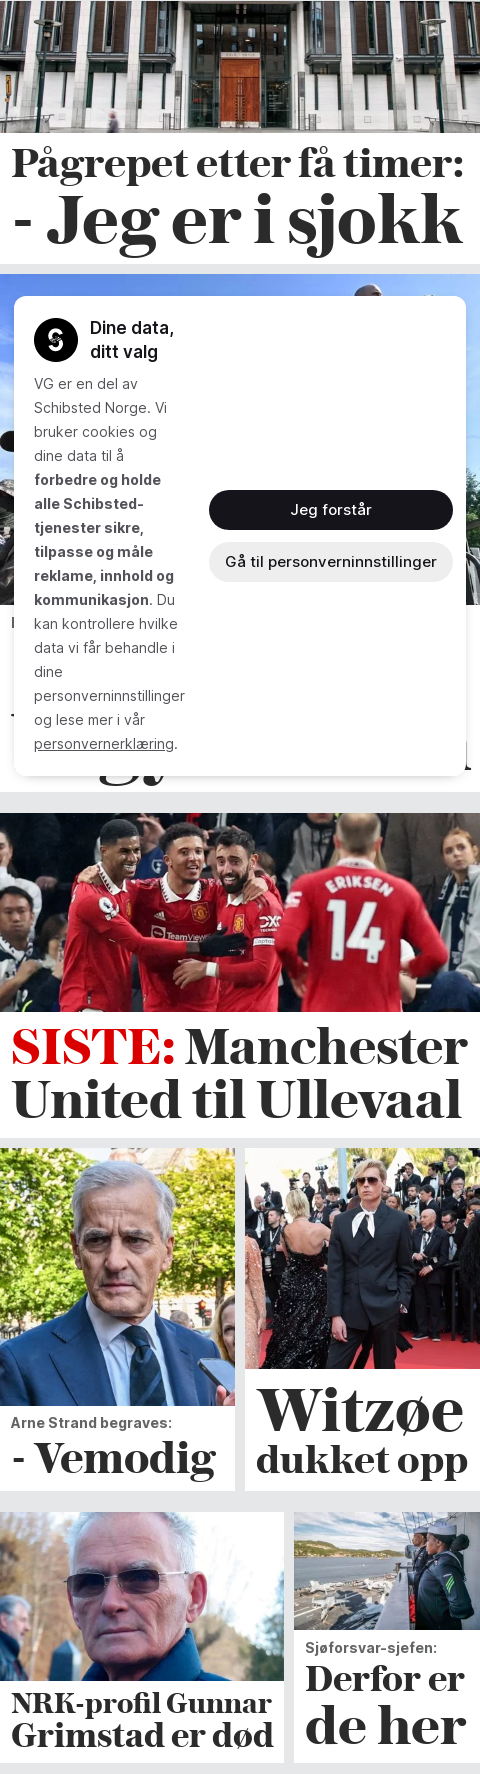 Pågrepet etter få timer:
- Jeg er i sjokk
Dine data,
ditt valg
VG er en del av
Schibsted Norge. Vi
bruker cookies og
dine data til å
forbedre og holde
alle Schibsted-
tjenester sikre,
tilpasse og måle
reklame, innhold og
kommunikasjon. Du
kan kontrollere hvilke
data vi får behandle i
dine
personverninnstillinger
og lese mer i vår
personvernerklæring.
Jeg forstår
Gå til personverninnstillinger
ERIKSEN
14
TeamViewer
SISTE: Manchester
United til Ullevaal
Arne Strand begraves:
- Vemodig
Witzøe
dukket opp
NRK-profil Gunnar
Grimstad er død
Sjøforsvar-sjefen:
Derfor er
de her